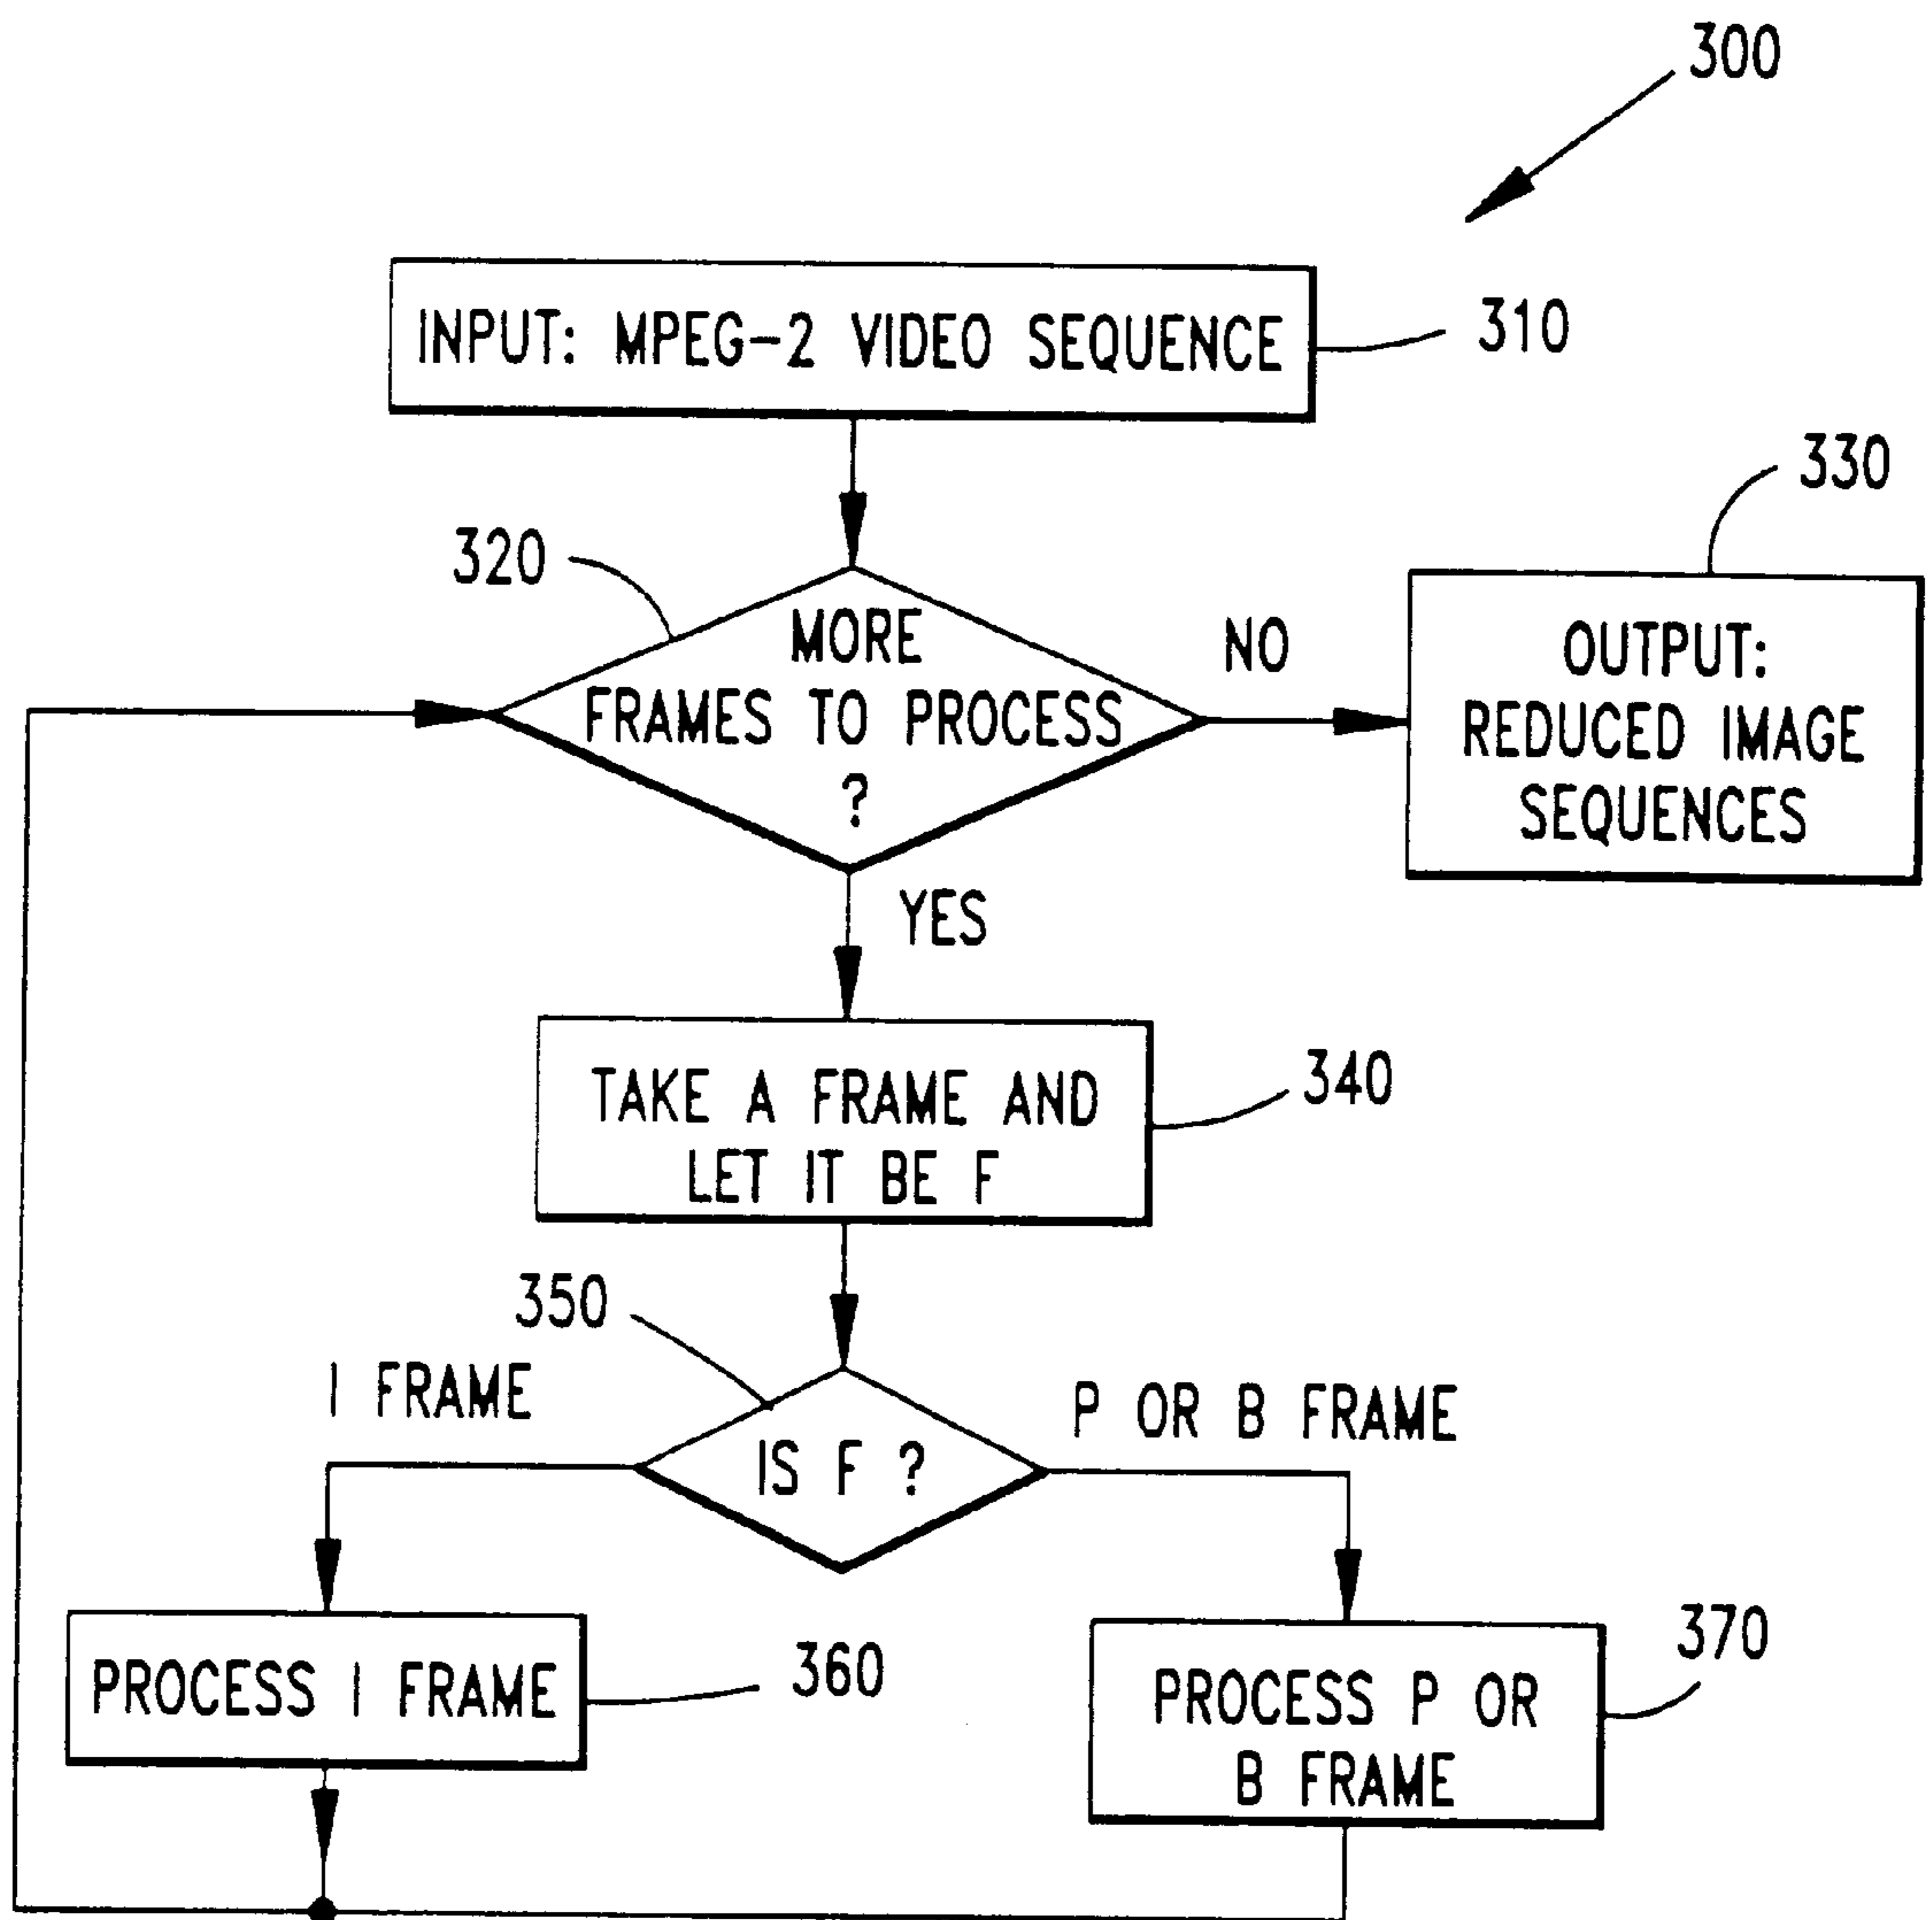 300
INPUT: MPEG-2 VIDEO SEQUENCE
310
330
320
MORE
FRAMES TO PROCESS
?
NO
OUTPUT:
REDUCED IMAGE
SEQUENCES
YES
TAKE A FRAME AND
LET IT BE F
340
350
I FRAME
P OR B FRAME
IS F ?
PROCESS I FRAME
360
370
PROCESS P OR
B FRAME